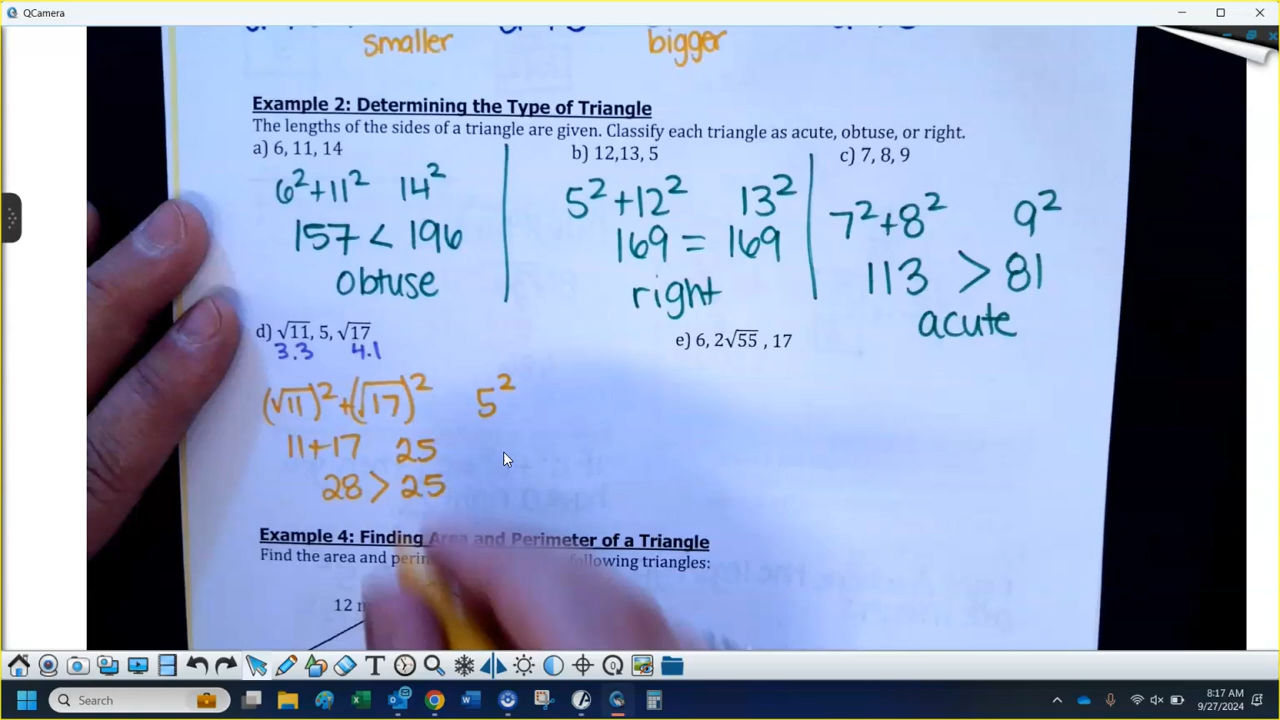 QCamera
smaller
bigger
Example 2: Determining the Type of Triangle
The lengths of the sides of a triangle are given. Classify each triangle as acute, obtuse, or right.
a) 6, 11, 14
6² + 11² 14²
157 < 196
obtuse
b) 12,13, 5
5² + 12² 13²
169 = 169
right
c) 7, 8, 9
7² + 8² 9²
113 > 81
acute
d) √11, 5, √17
3.3 4.1
(√11)² + (√17)² 5²
11 + 17 25
28 > 25
e) 6, 2√55 , 17
Example 4: Finding Area and Perimeter of a Triangle
Find the area and following triangles:
12
Search
8:17 AM
9/27/2024